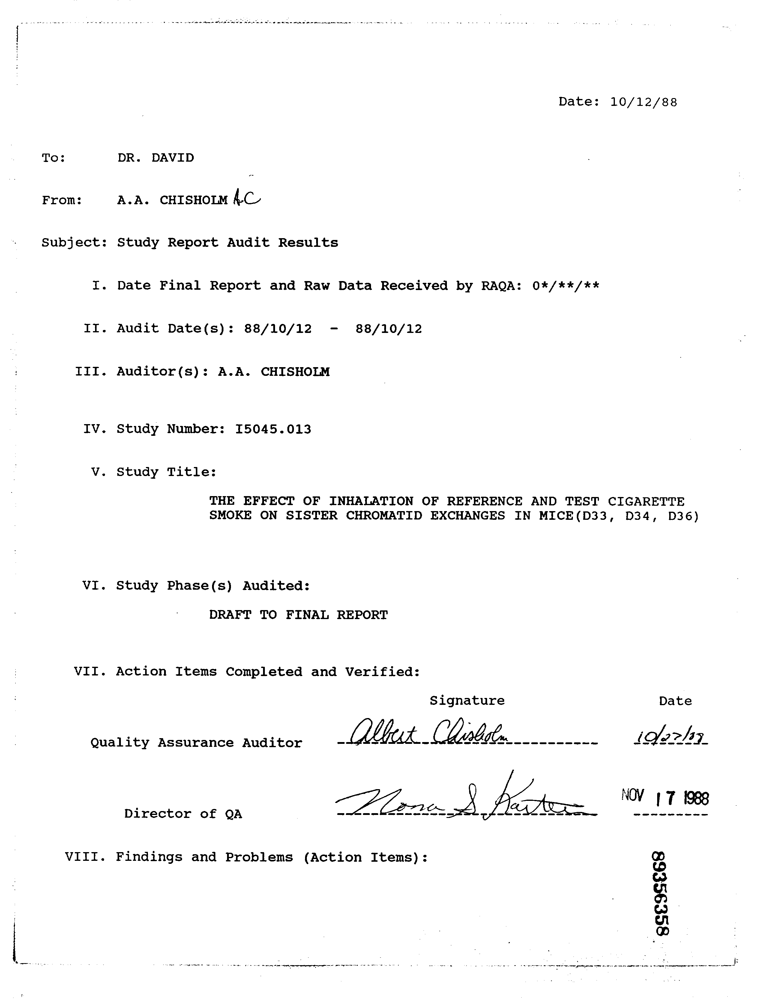 Date: 10/12/88
To: DR. DAVID
From: A.A. CHISHOLM AC
Subject: Study Report Audit Results
I. Date Final Report and Raw Data Received by RAQA: 0*/**/**
II. Audit Date(s): 88/10/12 - 88/10/12
III. Auditor(s): A.A. CHISHOLM
IV. Study Number: I5045.013
V. Study Title:
THE EFFECT OF INHALATION OF REFERENCE AND TEST CIGARETTE
SMOKE ON SISTER CHROMATID EXCHANGES IN MICE(D33, D34, D36)
VI. Study Phase(s) Audited:
DRAFT TO FINAL REPORT
VII. Action Items Completed and Verified:
Signature Date
Quality Assurance Auditor Albert Chisholm
Director of QA Nona S NOV 17 1988
VIII. Findings and Problems (Action Items):
89356358